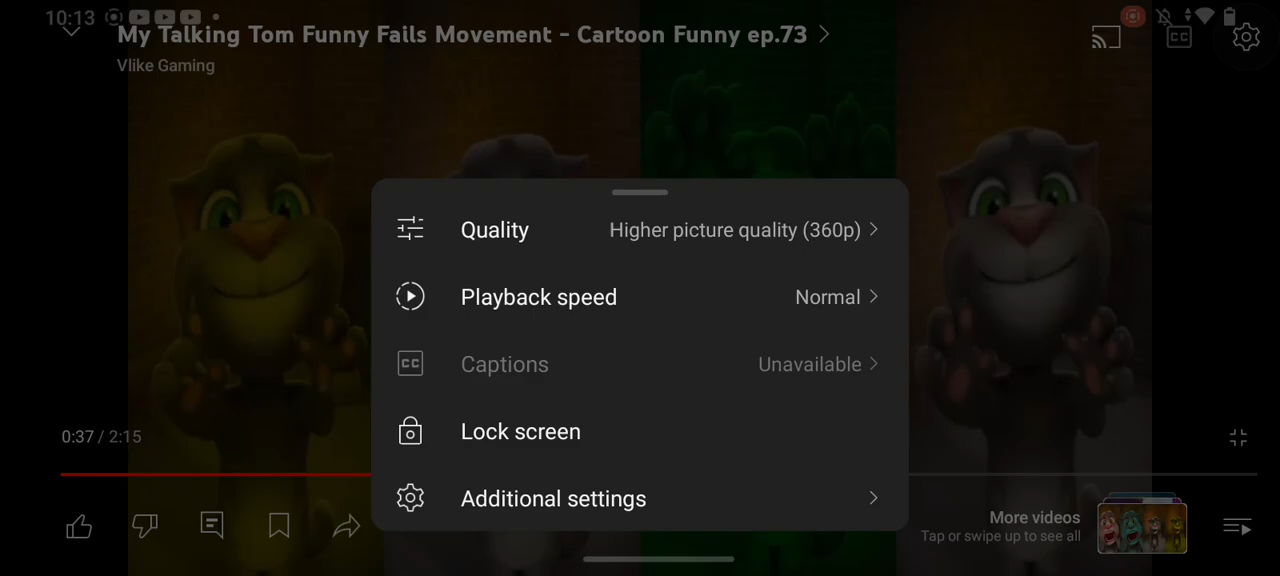 10:13
My Talking Tom Funny Fails Movement - Cartoon Funny ep.73
CC
Vlike Gaming
Quality Higher picture quality (360p)
Playback speed Normal
CC Captions Unavailable
Lock screen
0:37 / 2:15
Additional settings
More videos
Tap or swipe up to see all